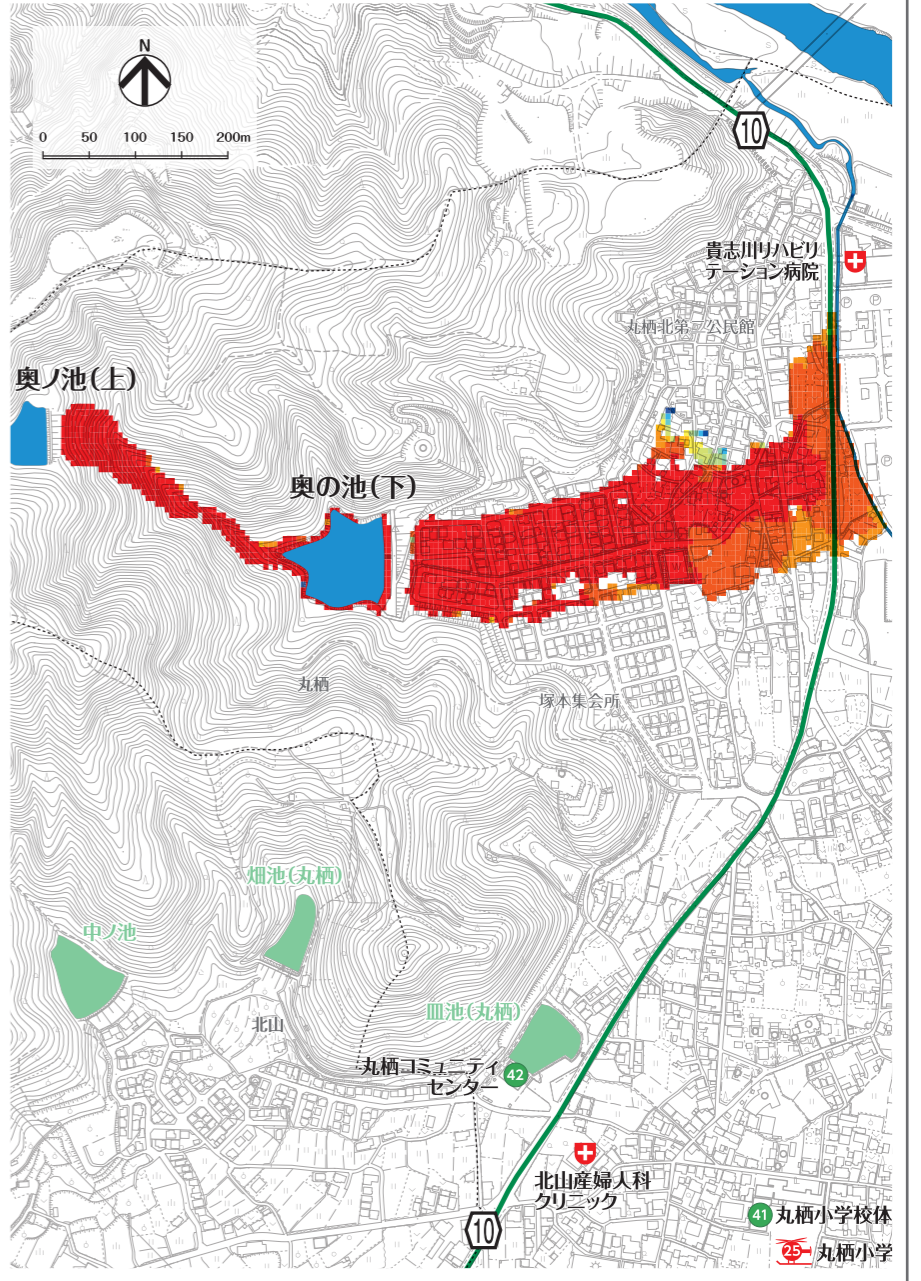 N
0 50 100 150 200m
10
貴志川リハビリ
テーション病院
丸栖北第二公民館
奥ノ池(上)
奥の池(下)
丸栖
塚本集会所
畑池(丸栖)
中ノ池
北山
皿池(丸栖)
丸栖コミュニティ
センター
42
北山産婦人科
クリニック
10
41 丸栖小学校体
25 丸栖小学